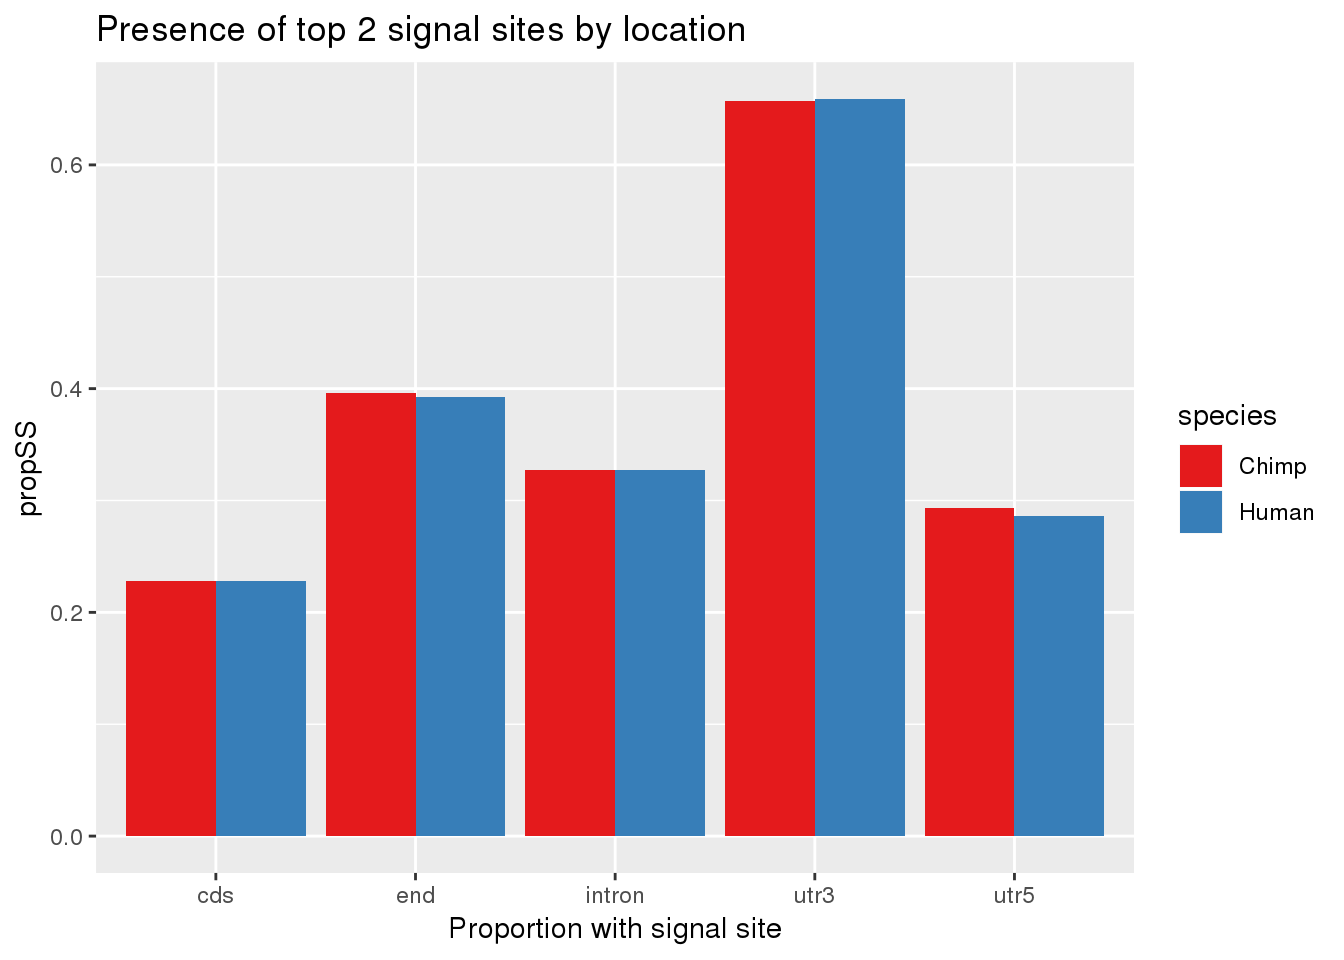 Presence of top 2 signal sites by location
propSS
0.6
0.4
0.2
0.0
cds end intron utr3 utr5
Proportion with signal site
species
Chimp
Human